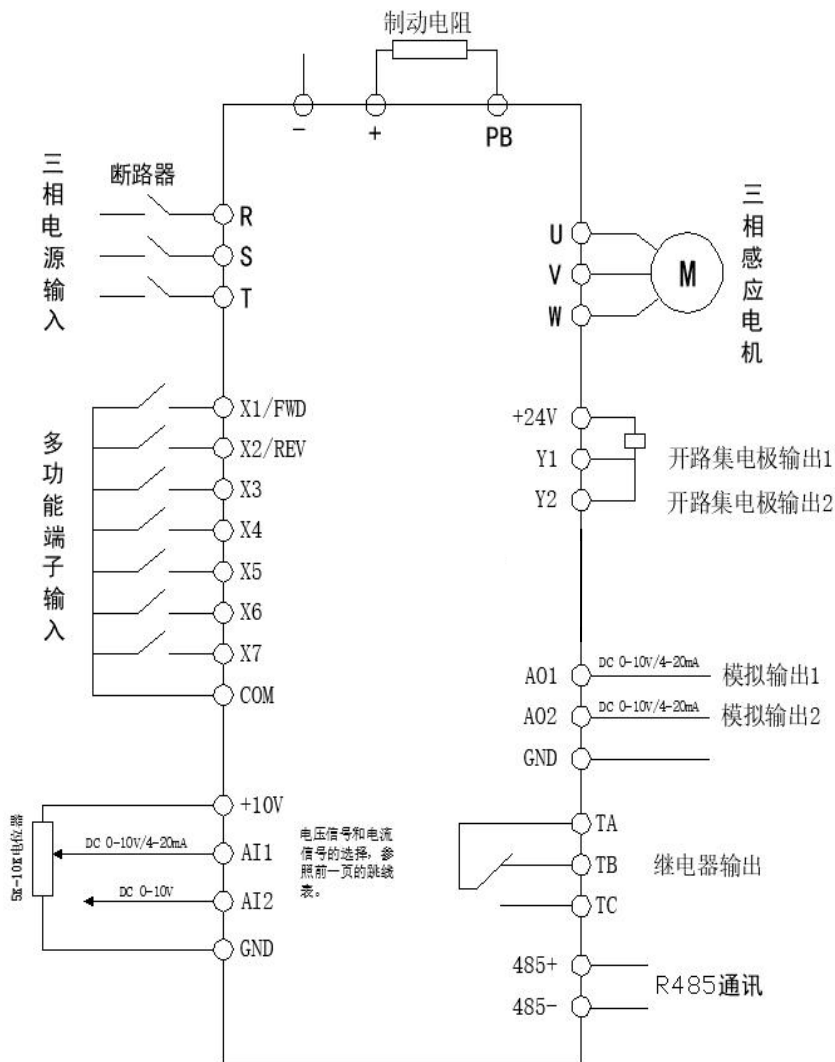 制动电阻
-
+
PB
三相电源输入
断路器
R
S
T
U
V
W
M
三相感应电机
多功能端子输入
X1/FWD
X2/REV
X3
X4
X5
X6
X7
COM
+24V
Y1
开路集电极输出1
Y2
开路集电极输出2
AO1
DC 0-10V/4-20mA
模拟输出1
AO2
DC 0-10V/4-20mA
模拟输出2
GND
5K-10K电位器
+10V
DC 0-10V/4-20mA
AI1
DC 0-10V
AI2
GND
电压信号和电流
信号的选择，参
照前一页的跳线
表。
TA
TB
继电器输出
TC
485+
485-
R485通讯